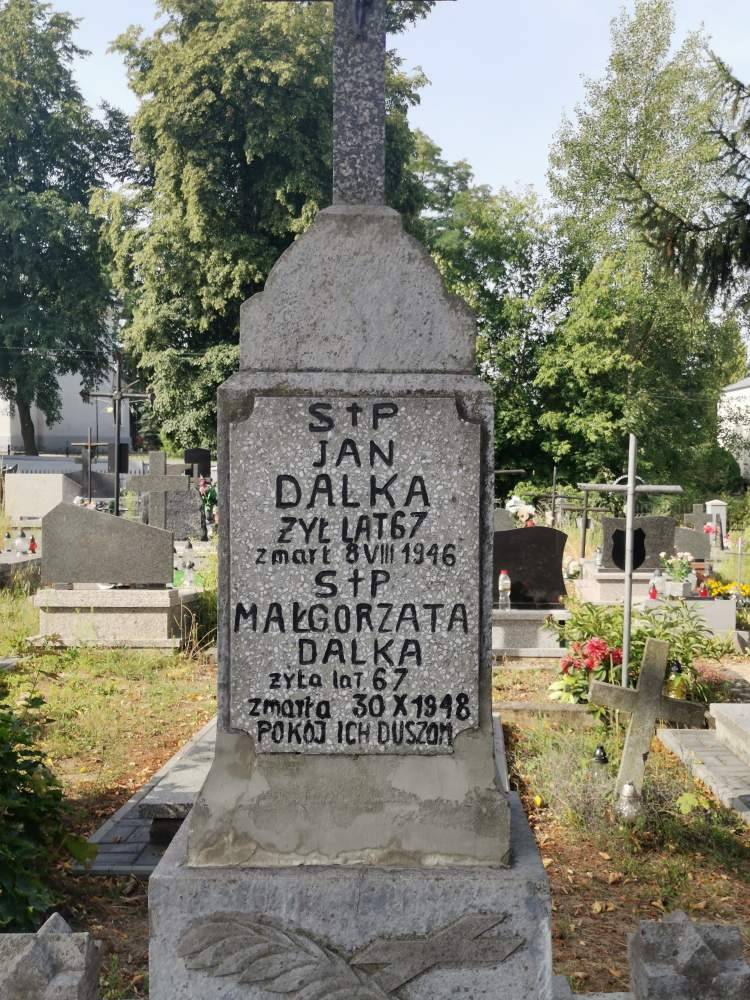 S†P
JAN
DALKA
ŻYŁ LAT 67
zmarł 8 VIII 1946
S†P
MAŁGORZATA
DALKA
żyła lat 67
zmarła 30 X 1948
POKÓJ ICH DUSZOM